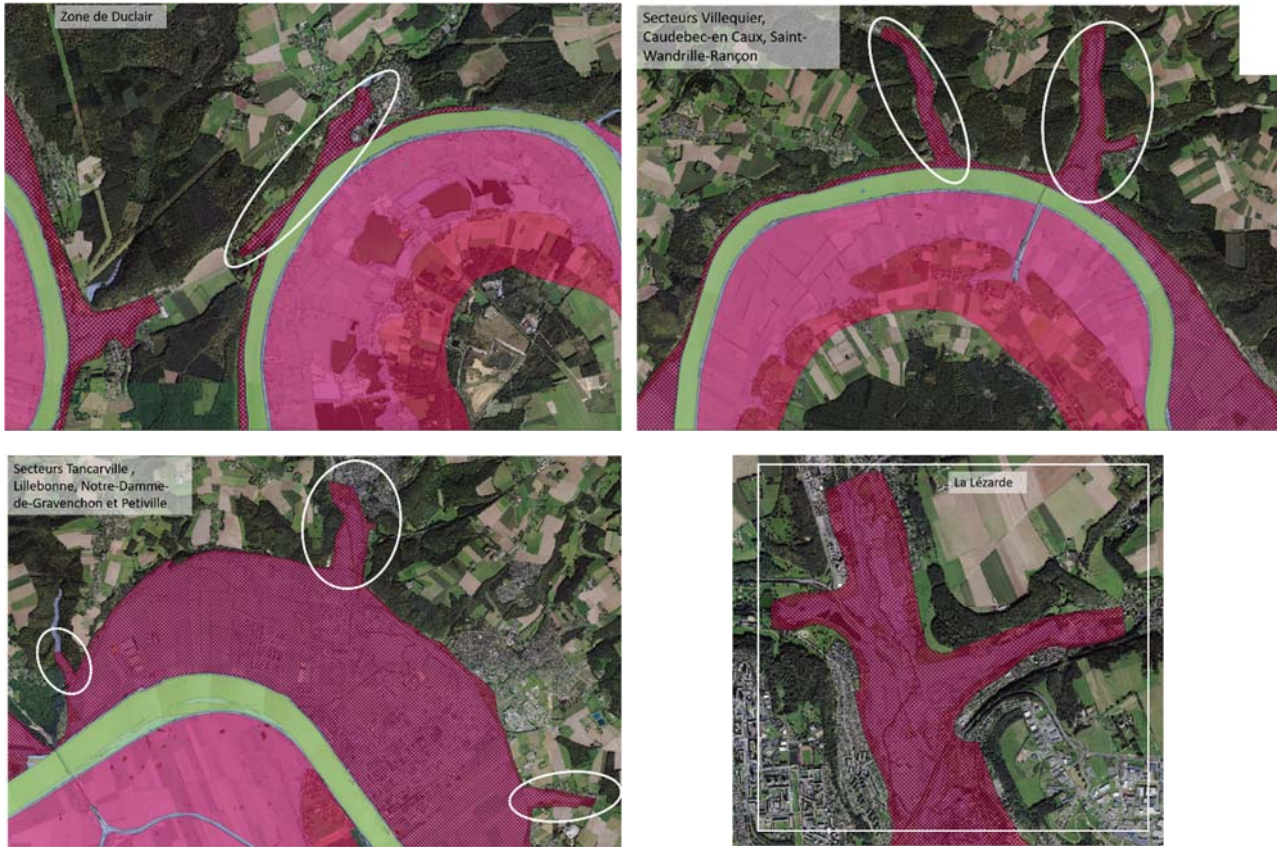 Zone de Duclair
Secteurs Villequier,
Caudebec-en Caux, Saint-
Wandrille-Rançon
Secteurs Tancarville ,
Lillebonne, Notre-Damme-
de-Gravenchon et Petiville
La Lézarde